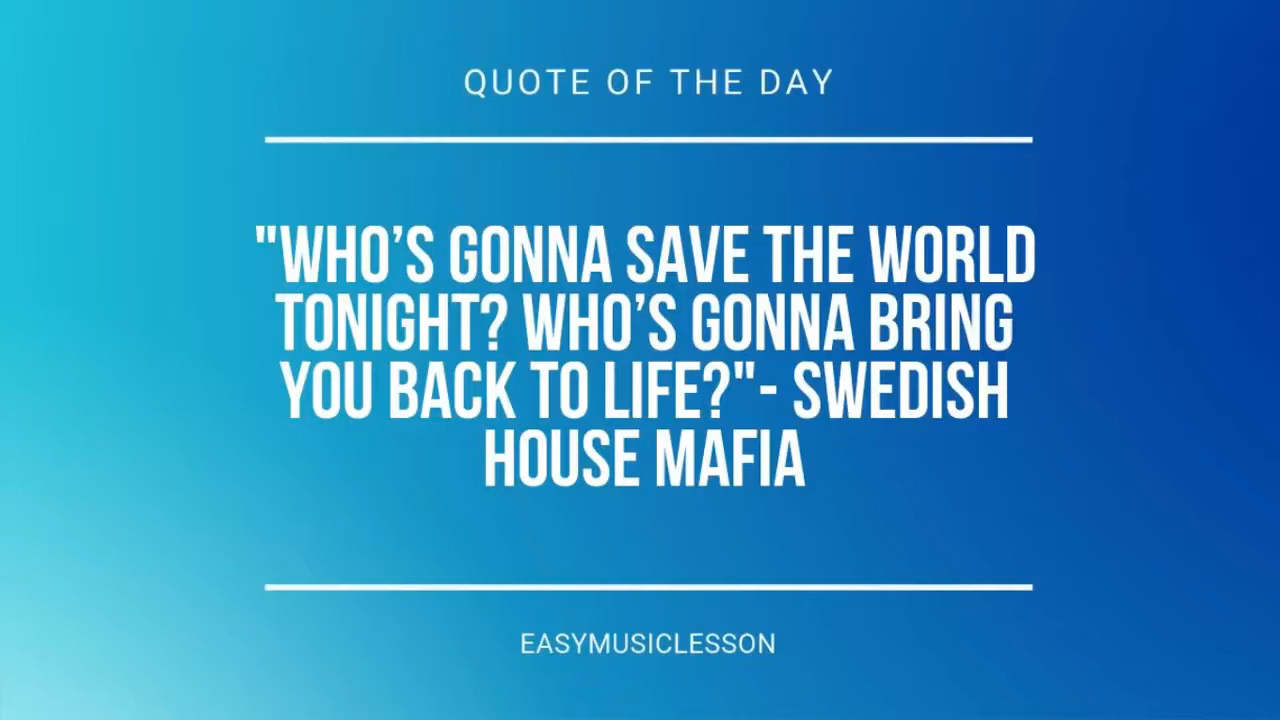 QUOTE OF THE DAY
"WHO’S GONNA SAVE THE WORLD
TONIGHT? WHO’S GONNA BRING
YOU BACK TO LIFE?"- SWEDISH
HOUSE MAFIA
EASYMUSICLESSON